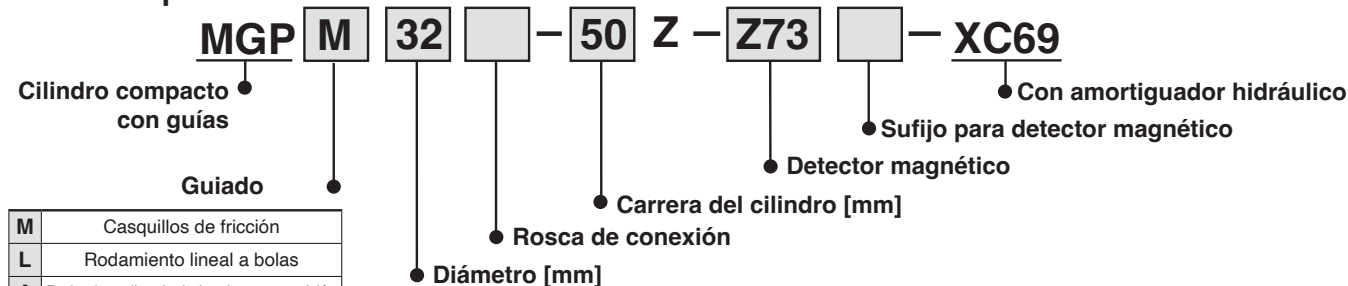 MGP M 32 – 50 Z – Z73 – XC69
Cilindro compacto
con guías
Con amortiguador hidráulico
Sufijo para detector magnético
Detector magnético
Guiado
Carrera del cilindro [mm]
Rosca de conexión
Diámetro [mm]
M Casquillos de fricción
L Rodamiento lineal a bolas